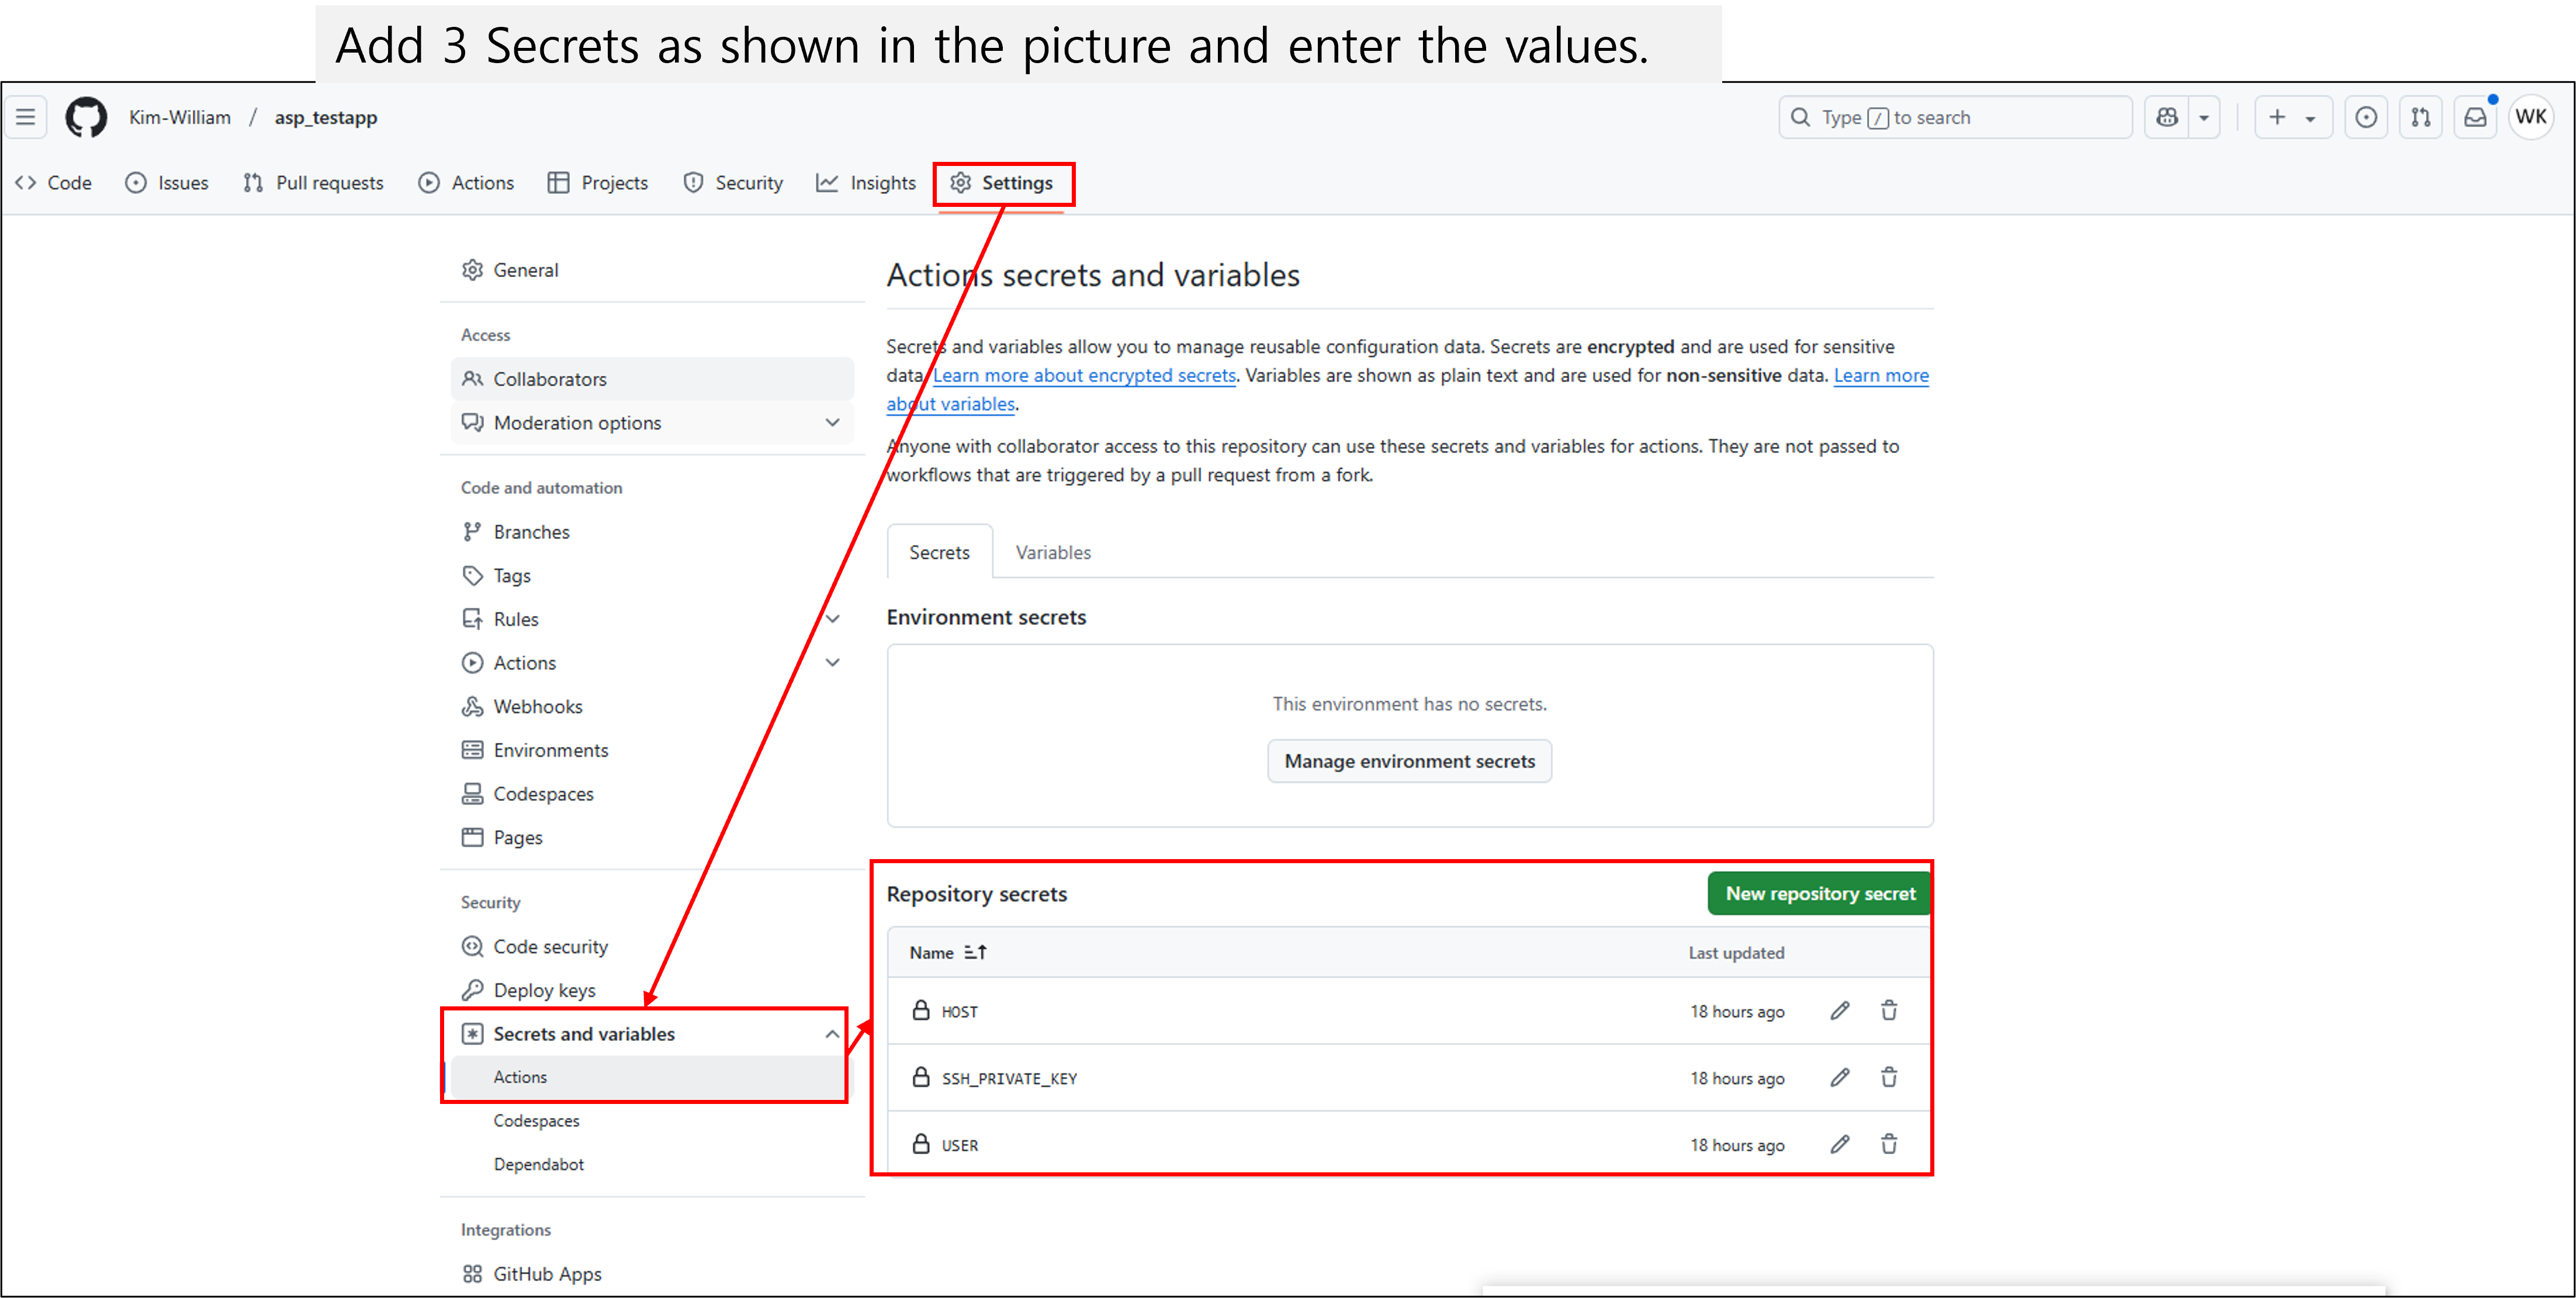 Add 3 Secrets as shown in the picture and enter the values.
Kim-William / asp_testapp
Type / to search
WK
Code Issues Pull requests Actions Projects Security Insights Settings
General
Access
Collaborators
Moderation options
Code and automation
Branches
Tags
Rules
Actions
Webhooks
Environments
Codespaces
Pages
Security
Code security
Deploy keys
Secrets and variables
Actions
Codespaces
Dependabot
Integrations
GitHub Apps
Actions secrets and variables
Secrets and variables allow you to manage reusable configuration data. Secrets are encrypted and are used for sensitive
data. Learn more about encrypted secrets. Variables are shown as plain text and are used for non-sensitive data. Learn more
about variables.
Anyone with collaborator access to this repository can use these secrets and variables for actions. They are not passed to
workflows that are triggered by a pull request from a fork.
Secrets Variables
Environment secrets
This environment has no secrets.
Manage environment secrets
Repository secrets
New repository secret
Name Last updated
HOST 18 hours ago
SSH_PRIVATE_KEY 18 hours ago
USER 18 hours ago